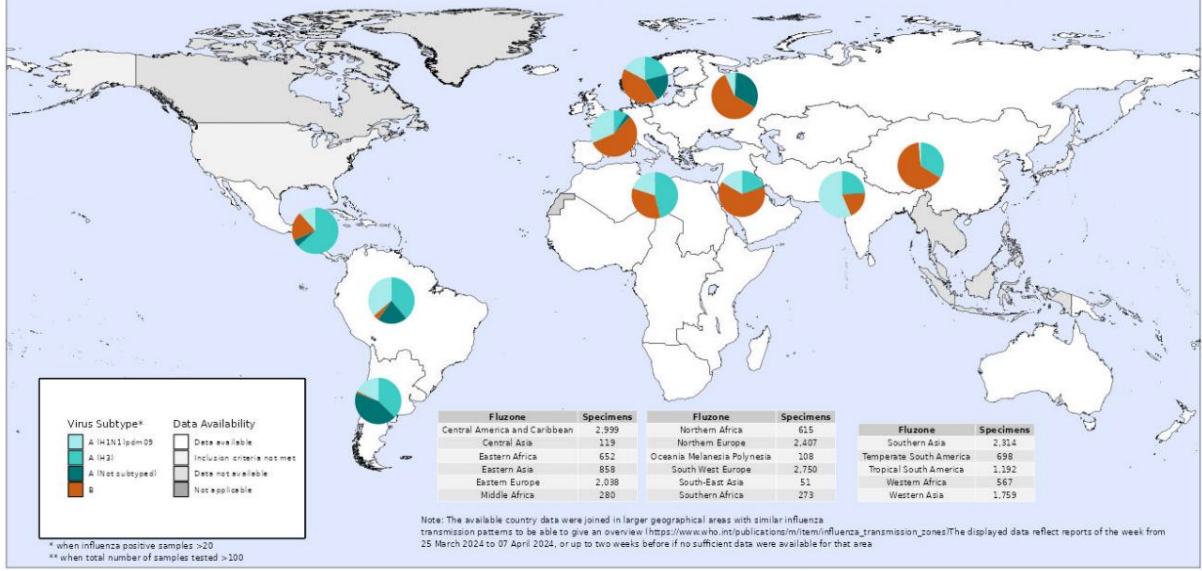 Virus Subtype*
A (H1N1)pdm09
A (H3)
A (Not subtyped)
B
Data Availability
Data available
Inclusion criteria not met
Data not available
Not applicable
* when influenza positive samples >20
** when total number of samples tested >100
Fluzone Specimens
Central America and Caribbean 2,999
Central Asia 119
Eastern Africa 652
Eastern Asia 858
Eastern Europe 2,038
Middle Africa 280
Fluzone Specimens
Northern Africa 615
Northern Europe 2,407
Oceania Melanesia Polynesia 108
South West Europe 2,750
South-East Asia 51
Southern Africa 273
Fluzone Specimens
Southern Asia 2,314
Temperate South America 698
Tropical South America 1,192
Western Africa 567
Western Asia 1,759
Note: The available country data were joined in larger geographical areas with similar influenza
transmission patterns to be able to give an overview (https://www.who.int/publications/m/item/influenza_transmission_zones)The displayed data reflect reports of the week from
25 March 2024 to 07 April 2024, or up to two weeks before if no sufficient data were available for that area